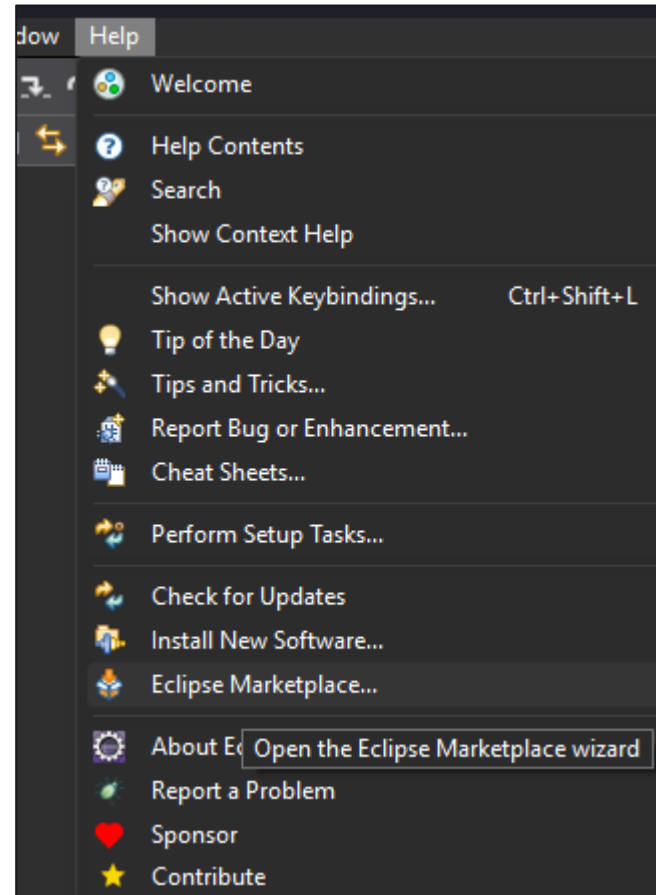 dow Help
Welcome
Help Contents
Search
Show Context Help
Show Active Keybindings... Ctrl+Shift+L
Tip of the Day
Tips and Tricks...
Report Bug or Enhancement...
Cheat Sheets...
Perform Setup Tasks...
Check for Updates
Install New Software...
Eclipse Marketplace...
About Ec Open the Eclipse Marketplace wizard
Report a Problem
Sponsor
Contribute